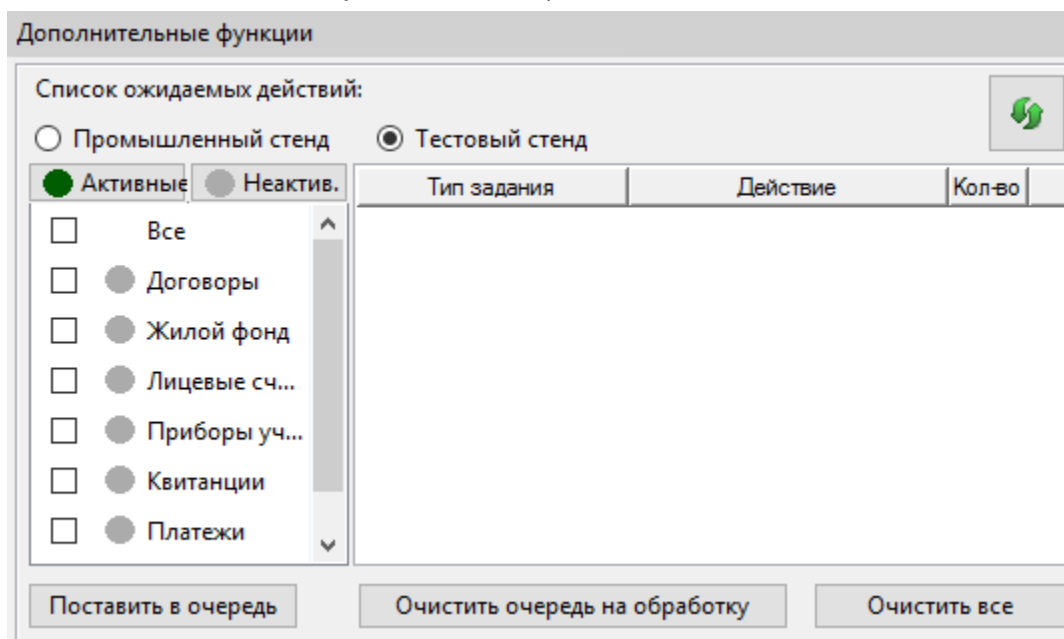 Дополнительные функции
Список ожидаемых действий:
Промышленный стенд Тестовый стенд
Активные Неактив. Тип задания Действие Кол-во
Все
Договоры
Жилой фонд
Лицевые сч...
Приборы уч...
Квитанции
Платежи
Поставить в очередь Очистить очередь на обработку Очистить все